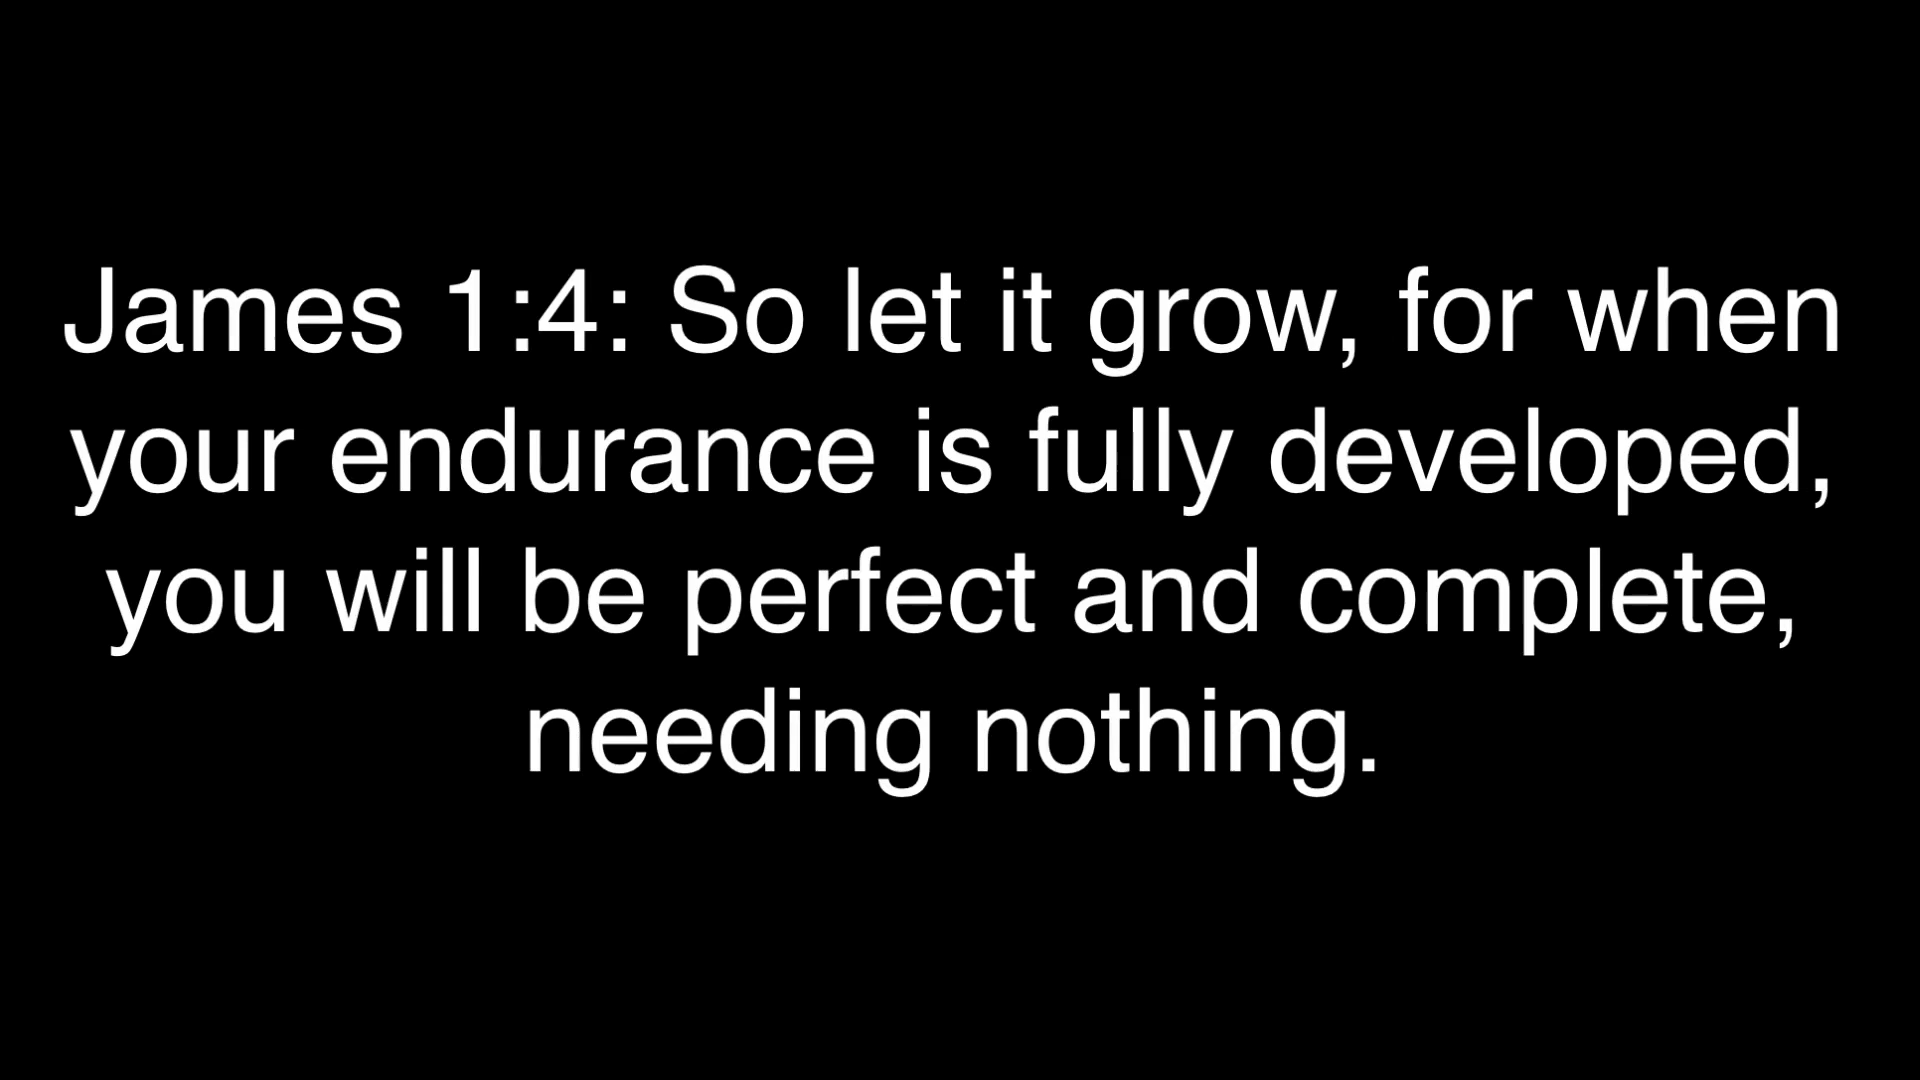 James 1:4: So let it grow, for when
your endurance is fully developed,
you will be perfect and complete,
needing nothing.